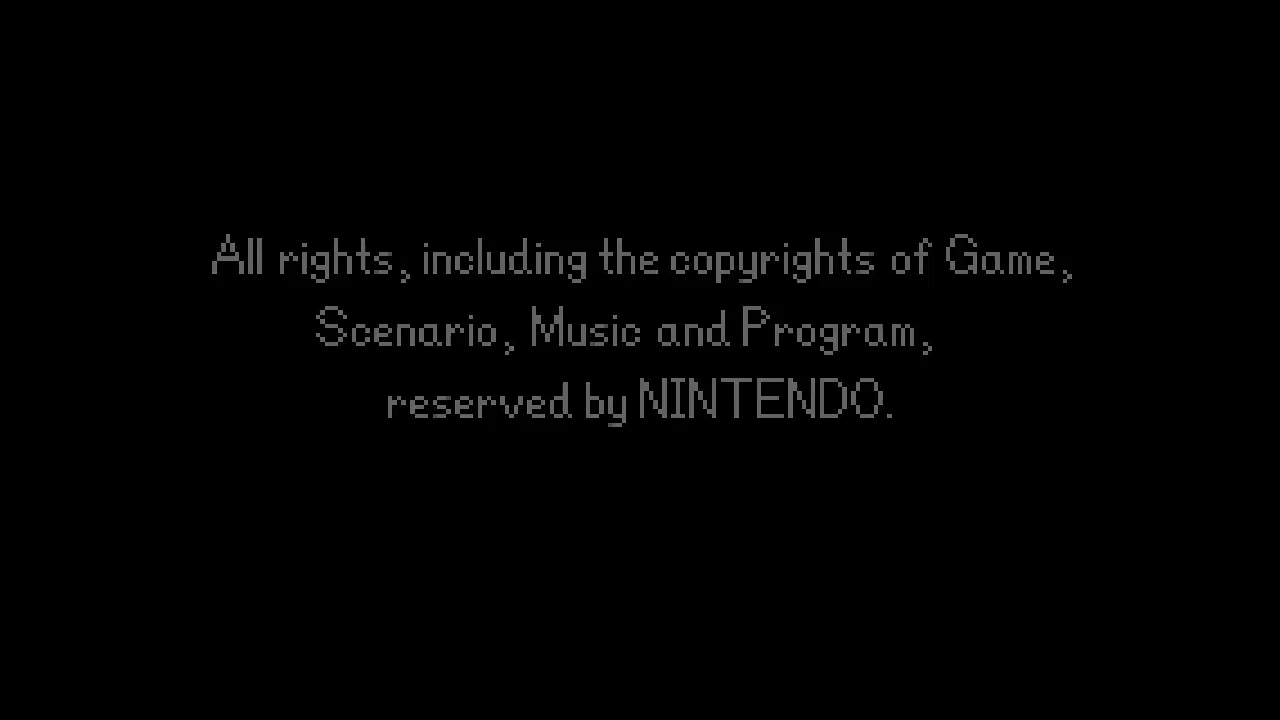 All rights, including the copyrights of Game,
Scenario, Music and Program,
reserved by NINTENDO.